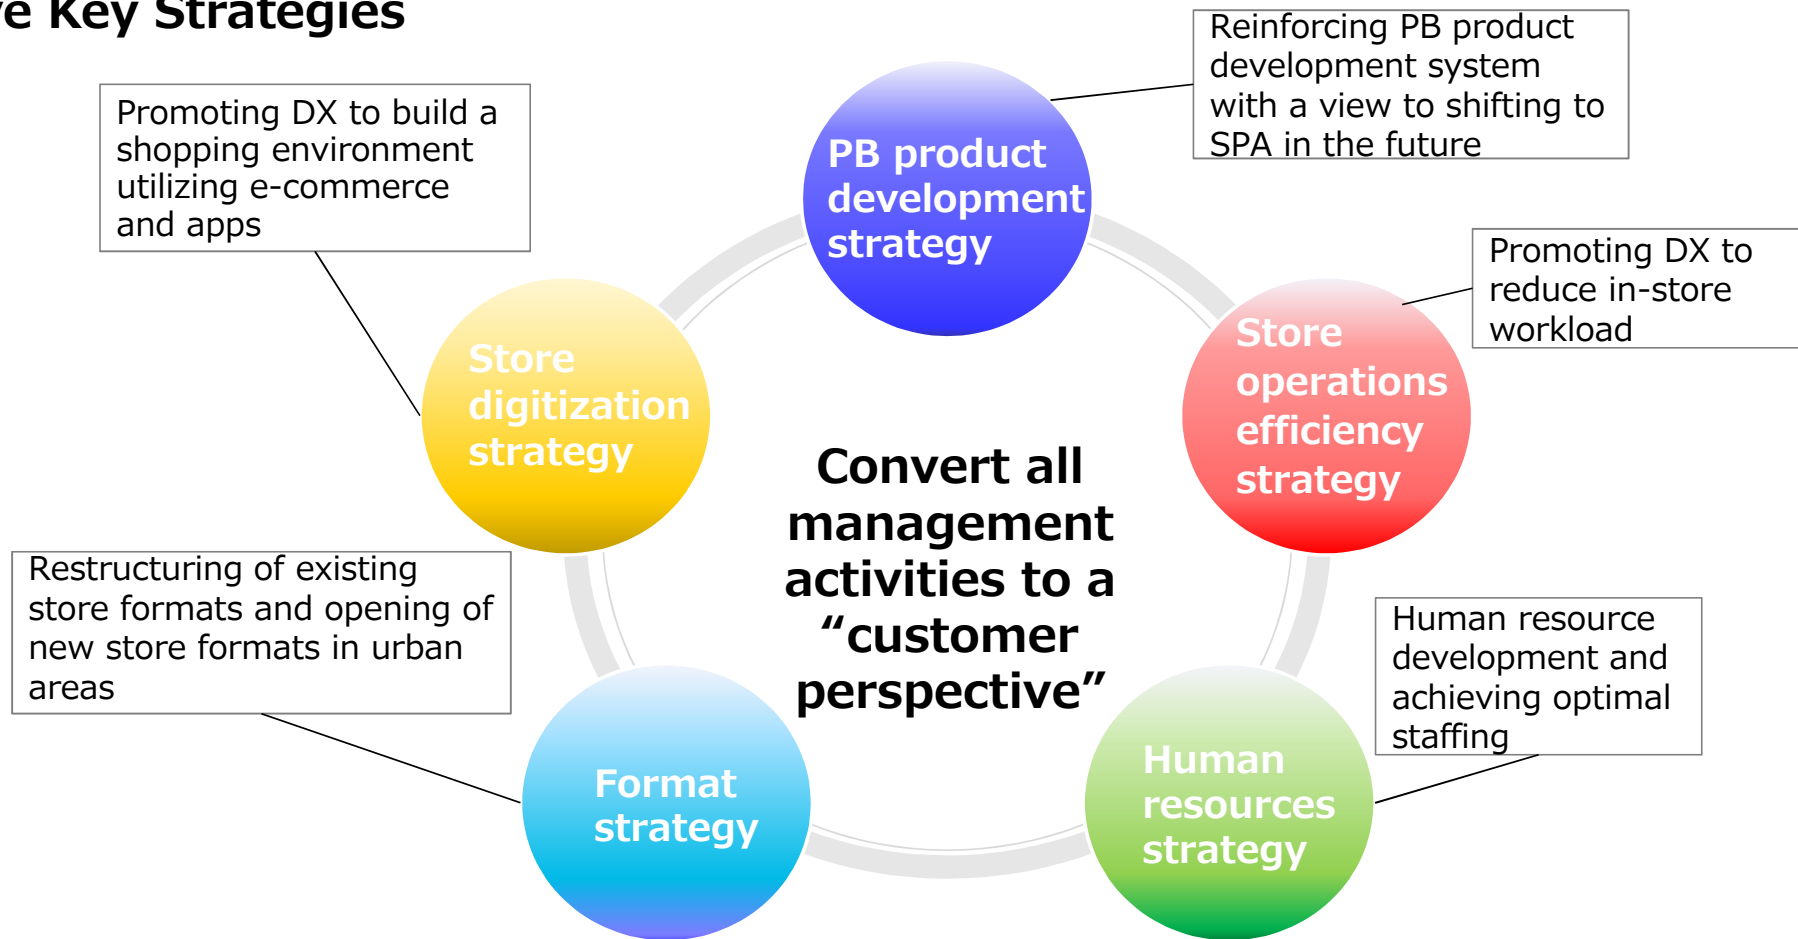 ve Key Strategies
Reinforcing PB product
development system
with a view to shifting to
SPA in the future
Promoting DX to build a
shopping environment
utilizing e-commerce
and apps
PB product
development
strategy
Promoting DX to
reduce in-store
workload
Store
operations
efficiency
strategy
Store
digitization
strategy
Convert all
management
activities to a
“customer
perspective”
Restructuring of existing
store formats and opening of
new store formats in urban
areas
Human resource
development and
achieving optimal
staffing
Format
strategy
Human
resources
strategy